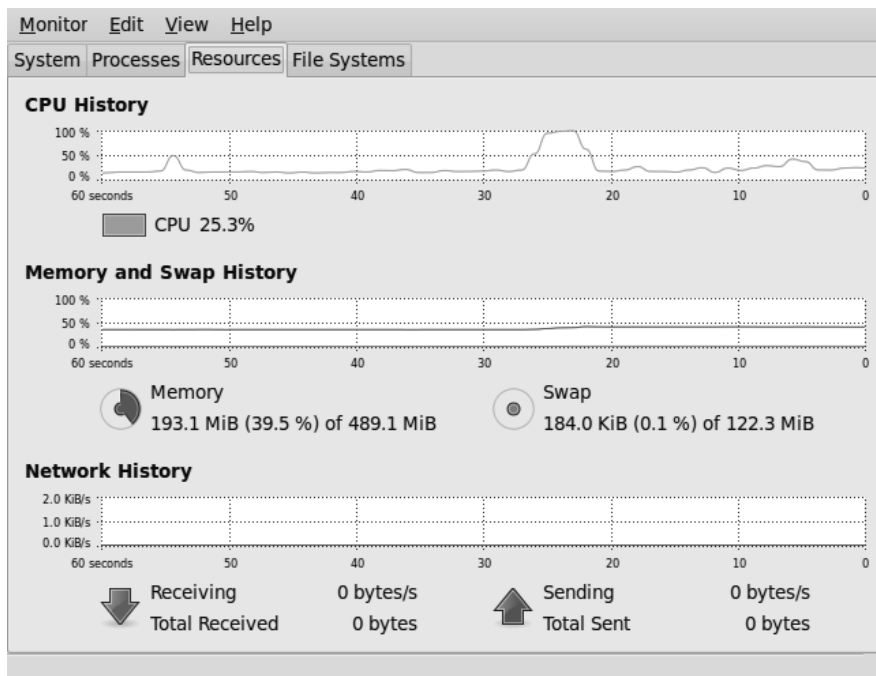 Monitor Edit View Help
System Processes Resources File Systems
CPU History
100 %
50 %
0 %
60 seconds 50 40 30 20 10 0
CPU 25.3%
Memory and Swap History
100 %
50 %
0 %
60 seconds 50 40 30 20 10 0
Memory Swap
193.1 MiB (39.5 %) of 489.1 MiB 184.0 KiB (0.1 %) of 122.3 MiB
Network History
2.0 KiB/s
1.0 KiB/s
0.0 KiB/s
60 seconds 50 40 30 20 10 0
Receiving 0 bytes/s Sending 0 bytes/s
Total Received 0 bytes Total Sent 0 bytes